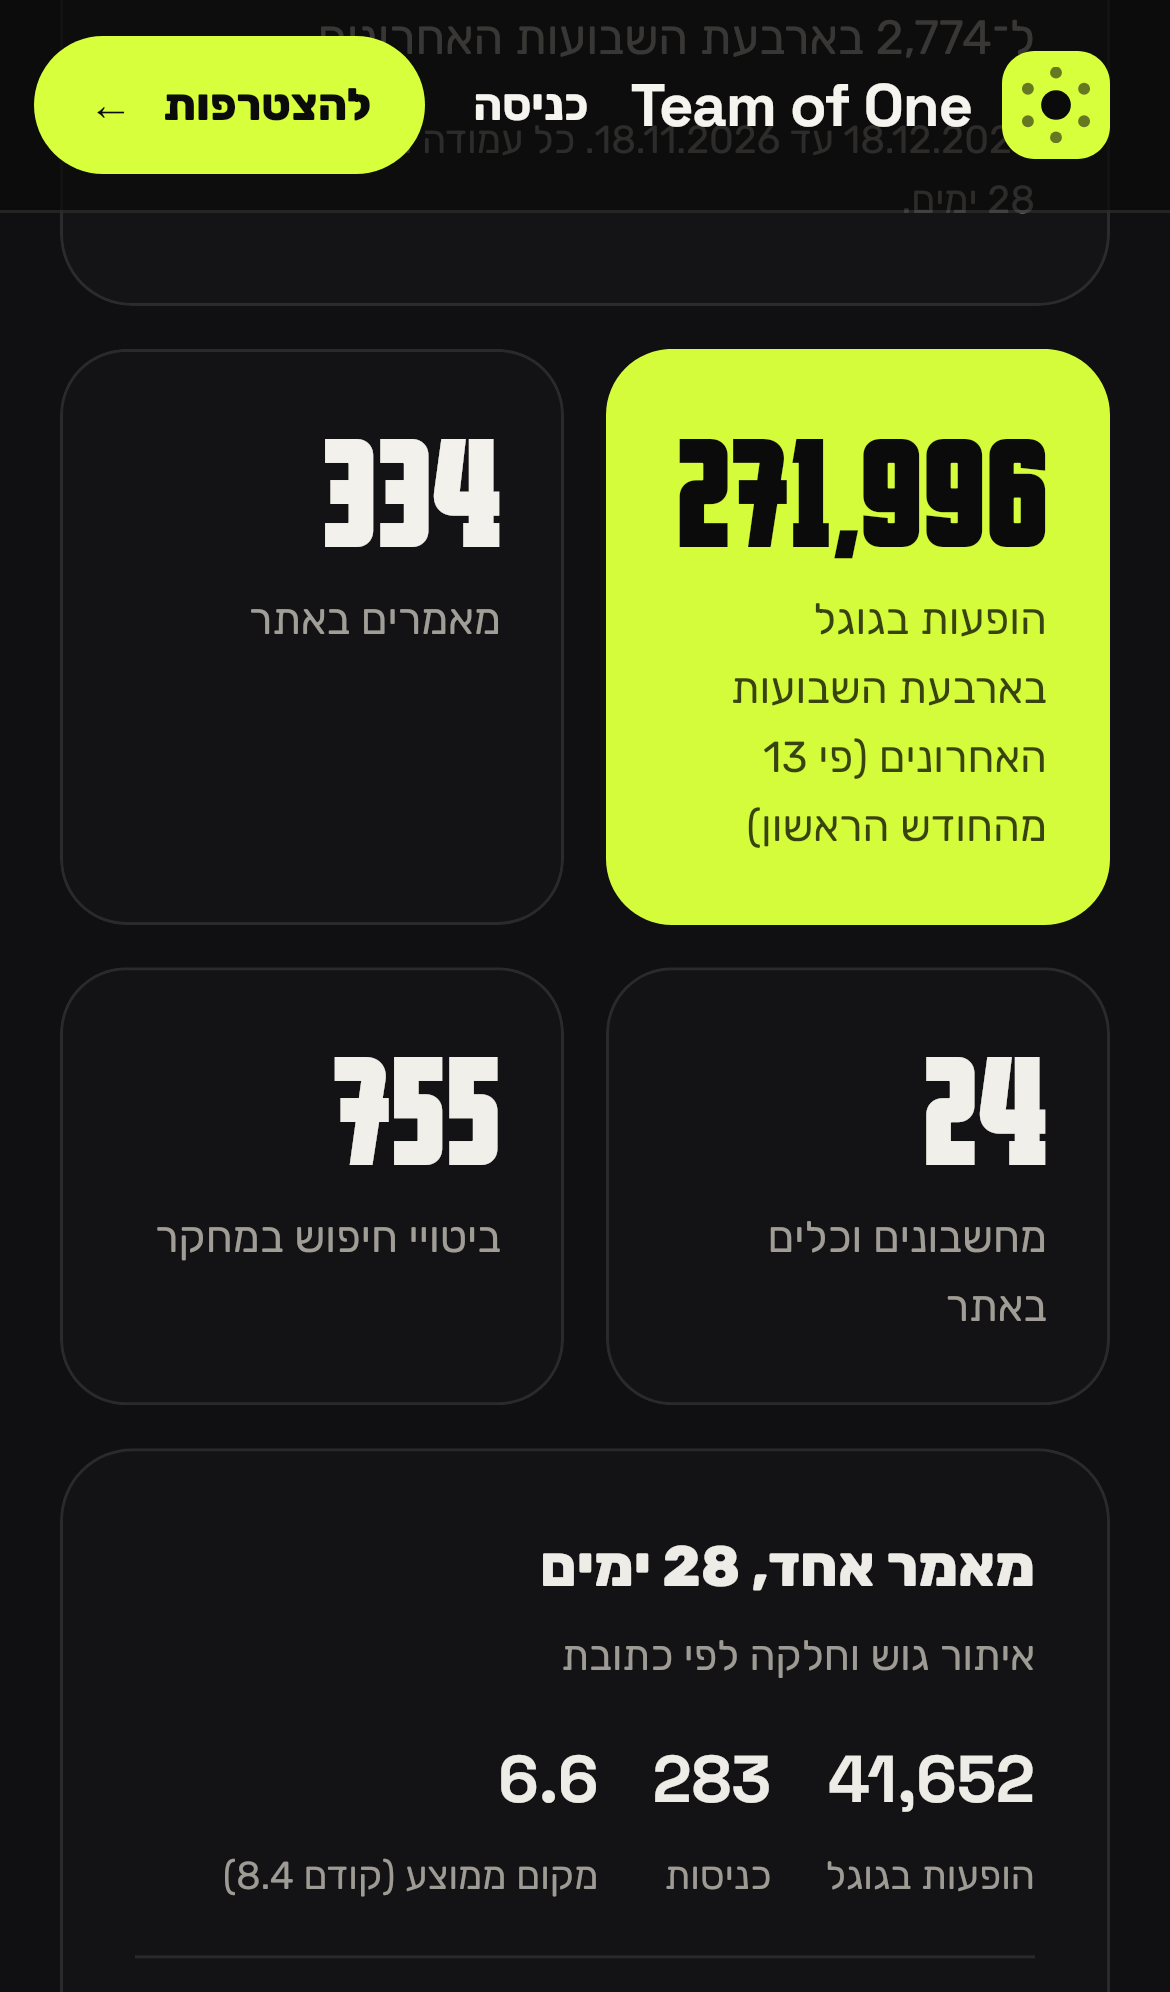 ל־2,774 בארבעת השבועות האחרונים
Team of One
כניסה
להצטרפות ←
עד 18.11.2026. כל עמודה
28 ימים.
271,996
הופעות בגוגל
בארבעת השבועות
האחרונים (פי 13
מהחודש הראשון)
334
מאמרים באתר
24
מחשבונים וכלים
באתר
755
ביטויי חיפוש במחקר
מאמר אחד, 28 ימים
איתור גוש וחלקה לפי כתובת
41,652
הופעות בגוגל
283
כניסות
6.6
מקום ממוצע (קודם 8.4)